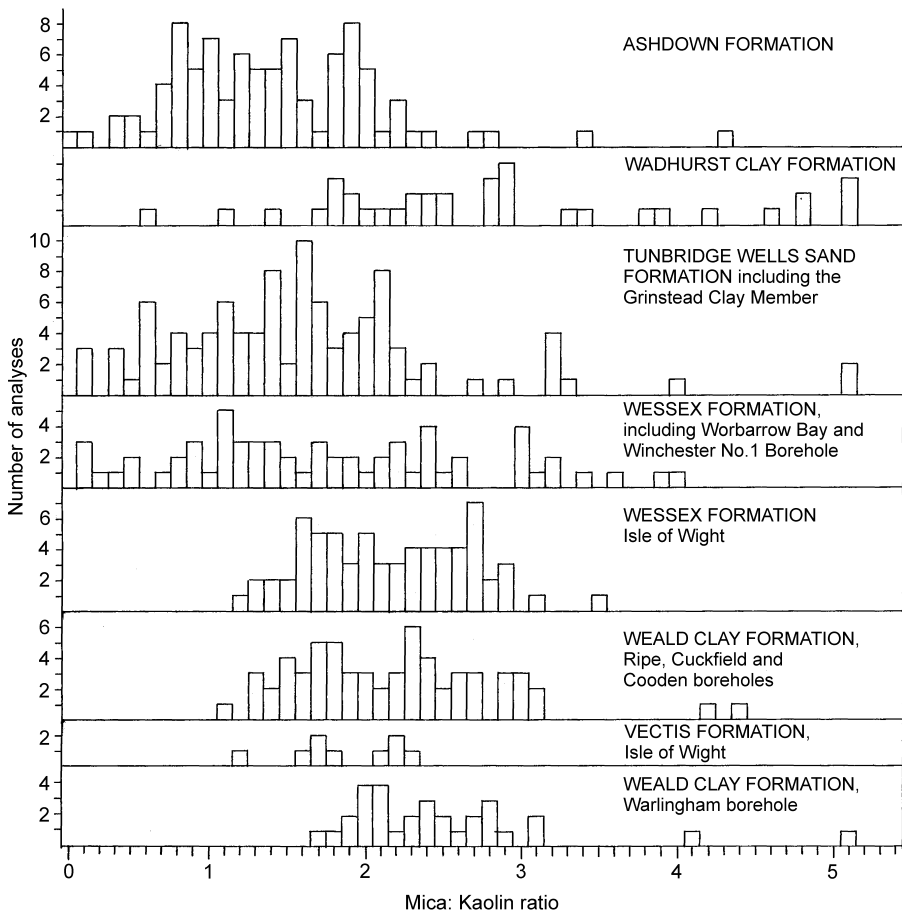 8
6
4
2
ASHDOWN FORMATION
WADHURST CLAY FORMATION
10
8
6
4
2
TUNBRIDGE WELLS SAND
FORMATION including the
Grinstead Clay Member
Number of analyses
4
2
WESSEX FORMATION,
including Worbarrow Bay and
Winchester No.1 Borehole
6
4
2
WESSEX FORMATION
Isle of Wight
6
4
2
WEALD CLAY FORMATION,
Ripe, Cuckfield and
Cooden boreholes
2
VECTIS FORMATION,
Isle of Wight
4
2
WEALD CLAY FORMATION,
Warlingham borehole
0 1 2 3 4 5
Mica: Kaolin ratio